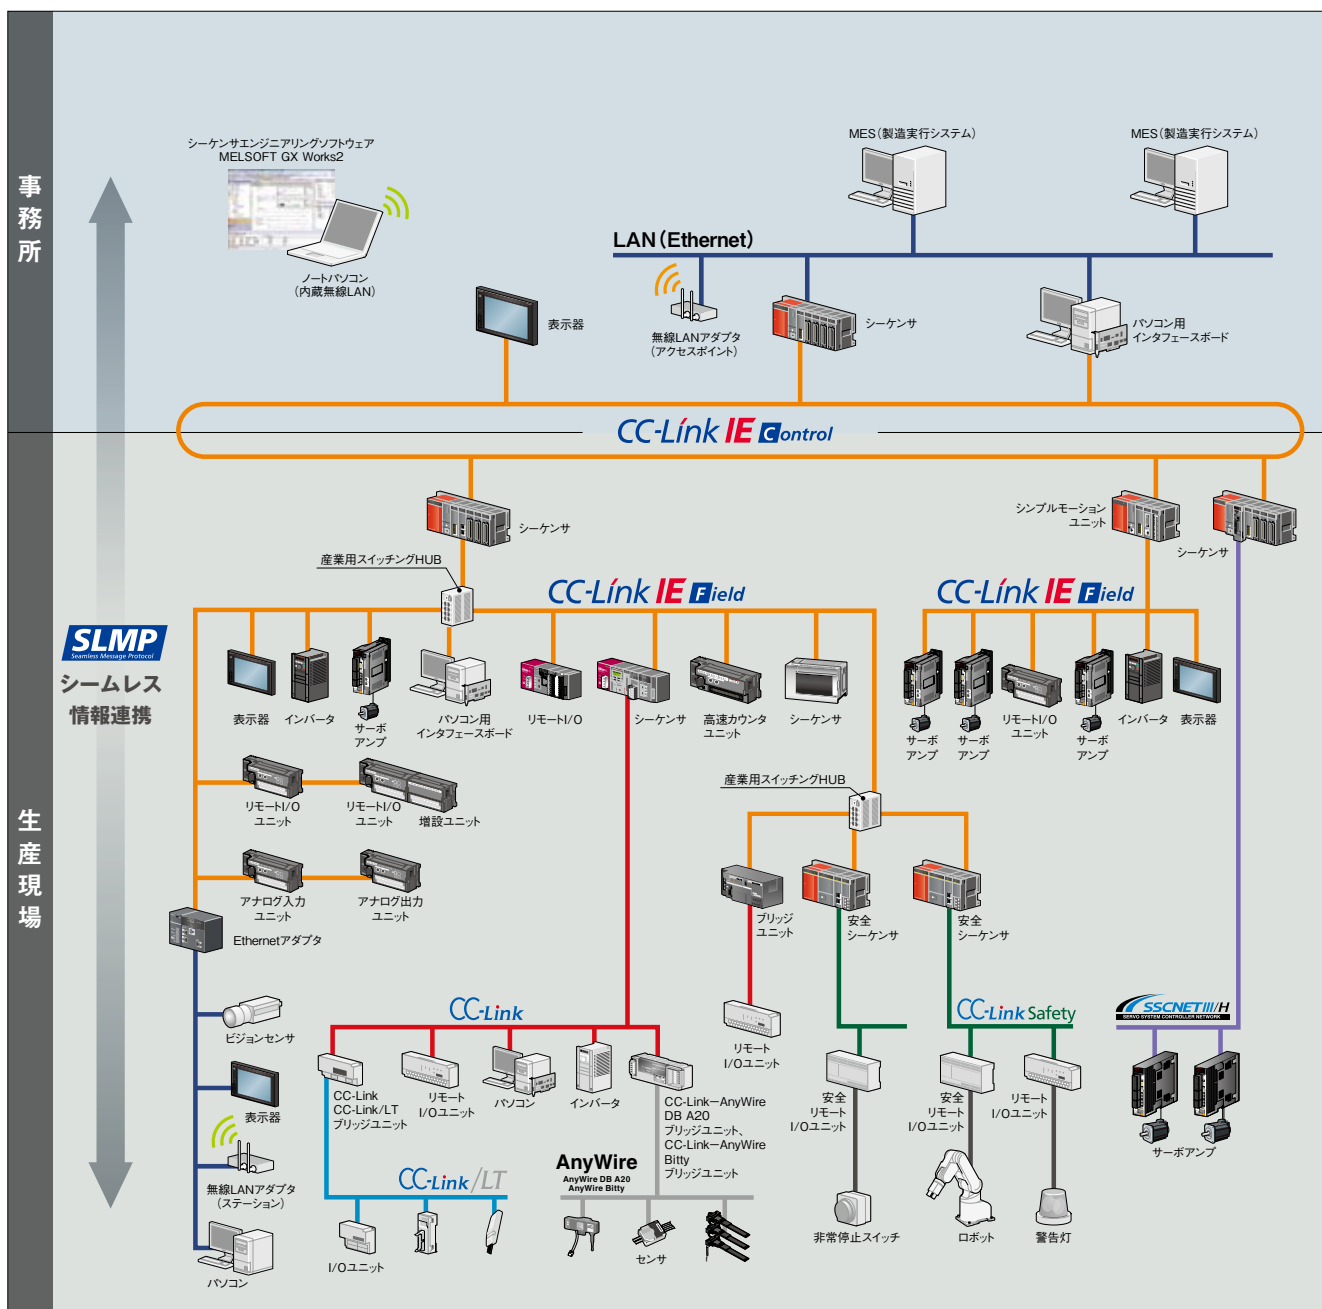 事務所
シーケンサエンジニアリングソフトウェア
MELSOFT GX Works2
ノートパソコン
（内蔵無線LAN）
MES（製造実行システム）
MES（製造実行システム）
LAN（Ethernet）
表示器
無線LANアダプタ
（アクセスポイント）
シーケンサ
パソコン用
インタフェースボード
CC-Link IE Control
シーケンサ
シンプルモーション
ユニット
シーケンサ
産業用スイッチングHUB
CC-Link IE Field
CC-Link IE Field
SLMP
Seamless Message Protocol
シームレス
情報連携
表示器
インバータ
サーボ
アンプ
パソコン用
インタフェースボード
リモートI/O
シーケンサ
高速カウンタ
ユニット
シーケンサ
サーボ
アンプ
サーボ
アンプ
リモートI/O
ユニット
サーボ
アンプ
インバータ
表示器
産業用スイッチングHUB
リモートI/O
ユニット
リモートI/O
ユニット
増設ユニット
生産現場
アナログ入力
ユニット
アナログ出力
ユニット
Ethernetアダプタ
ブリッジ
ユニット
安全
シーケンサ
安全
シーケンサ
ビジョンセンサ
CC-Link
CC-Link Safety
SSCNETIII/H
SERVO SYSTEM CONTROLLER NETWORK
リモート
I/Oユニット
表示器
CC-Link
CC-Link/LT
ブリッジユニット
リモート
I/Oユニット
パソコン
インバータ
CC-Link－AnyWire
DB A20
ブリッジユニット、
CC-Link－AnyWire
Bitty
ブリッジユニット
安全
リモート
I/Oユニット
安全
リモート
I/Oユニット
リモート
I/Oユニット
サーボアンプ
無線LANアダプタ
（ステーション）
CC-Link/LT
AnyWire
AnyWire DB A20
AnyWire Bitty
パソコン
I/Oユニット
センサ
非常停止スイッチ
ロボット
警告灯